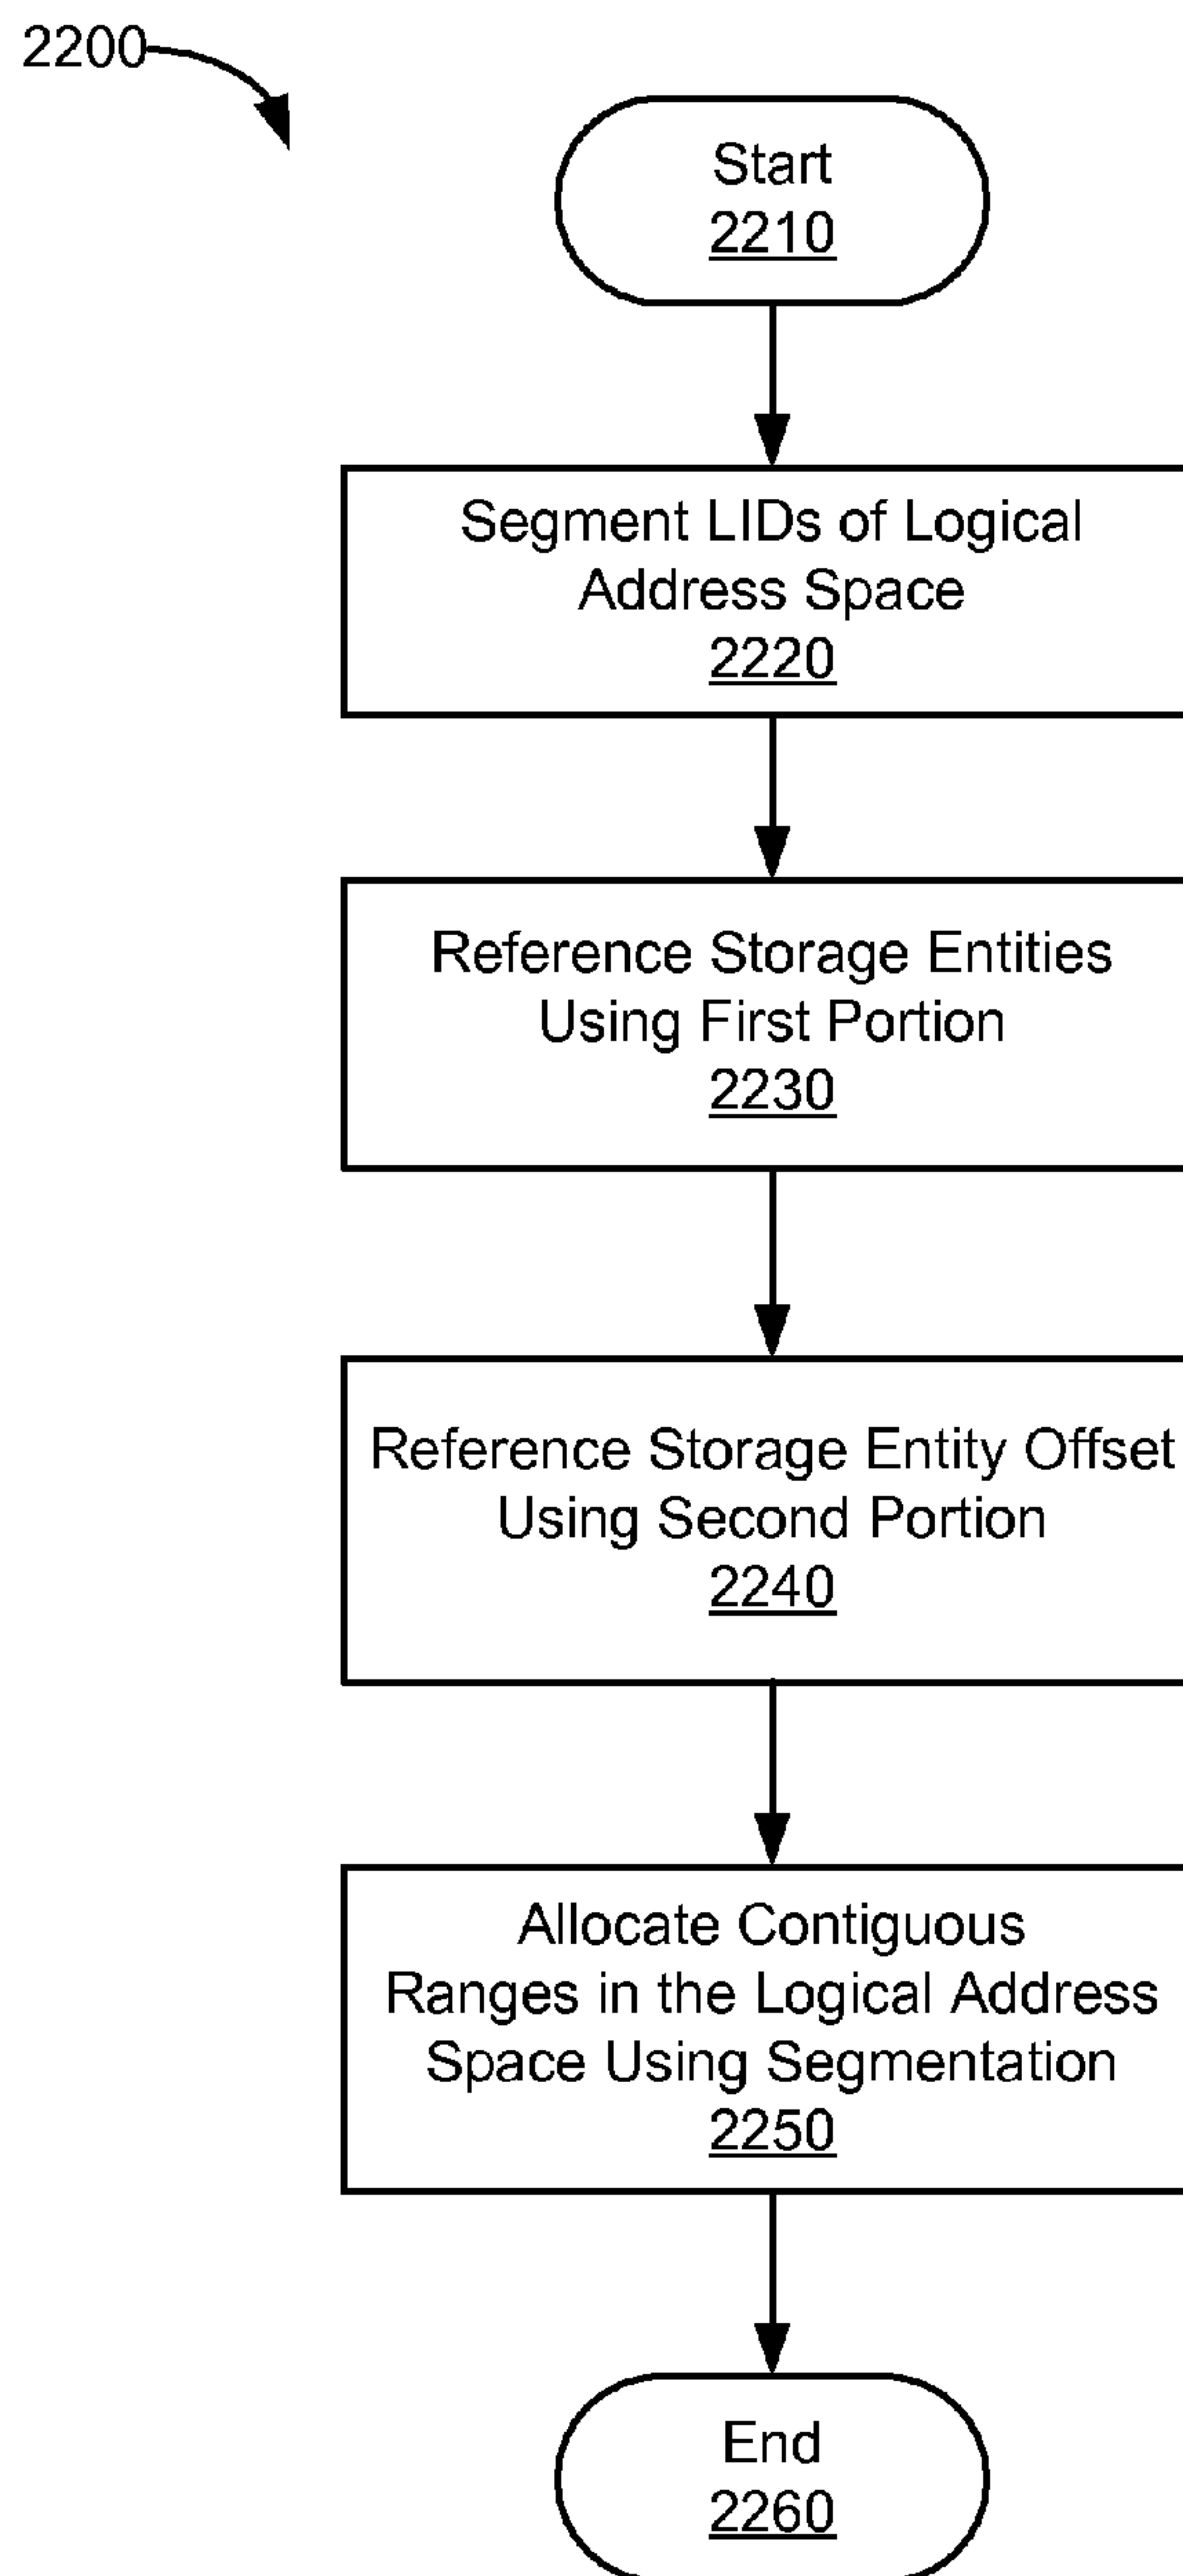 2200
Start
2210
Segment LIDs of Logical
Address Space
2220
Reference Storage Entities
Using First Portion
2230
Reference Storage Entity Offset
Using Second Portion
2240
Allocate Contiguous
Ranges in the Logical Address
Space Using Segmentation
2250
End
2260